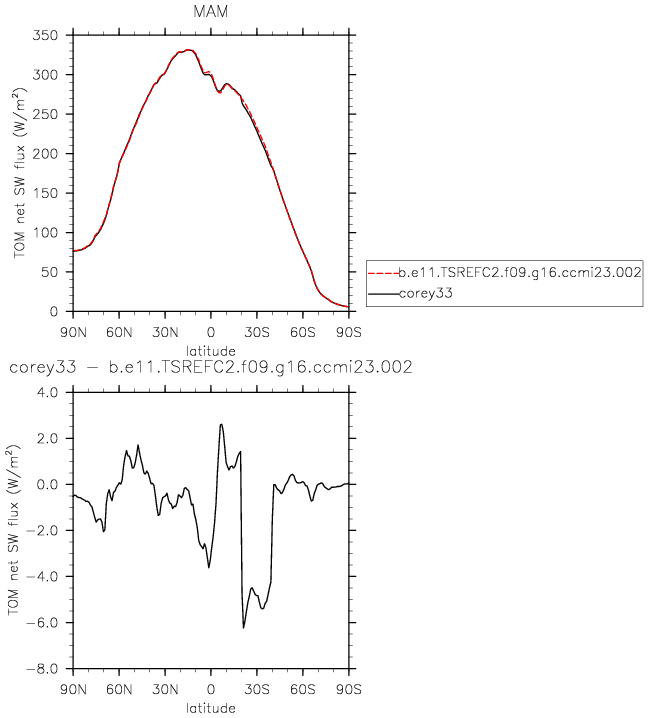 MAM
TOM net SW flux (W/m²)
350
300
250
200
150
100
50
0
90N 60N 30N 0 30S 60S 90S
latitude
b.e11.TSREFC2.f09.g16.ccmi23.002
corey33
corey33 – b.e11.TSREFC2.f09.g16.ccmi23.002
TOM net SW flux (W/m²)
4.0
2.0
0.0
−2.0
−4.0
−6.0
−8.0
90N 60N 30N 0 30S 60S 90S
latitude